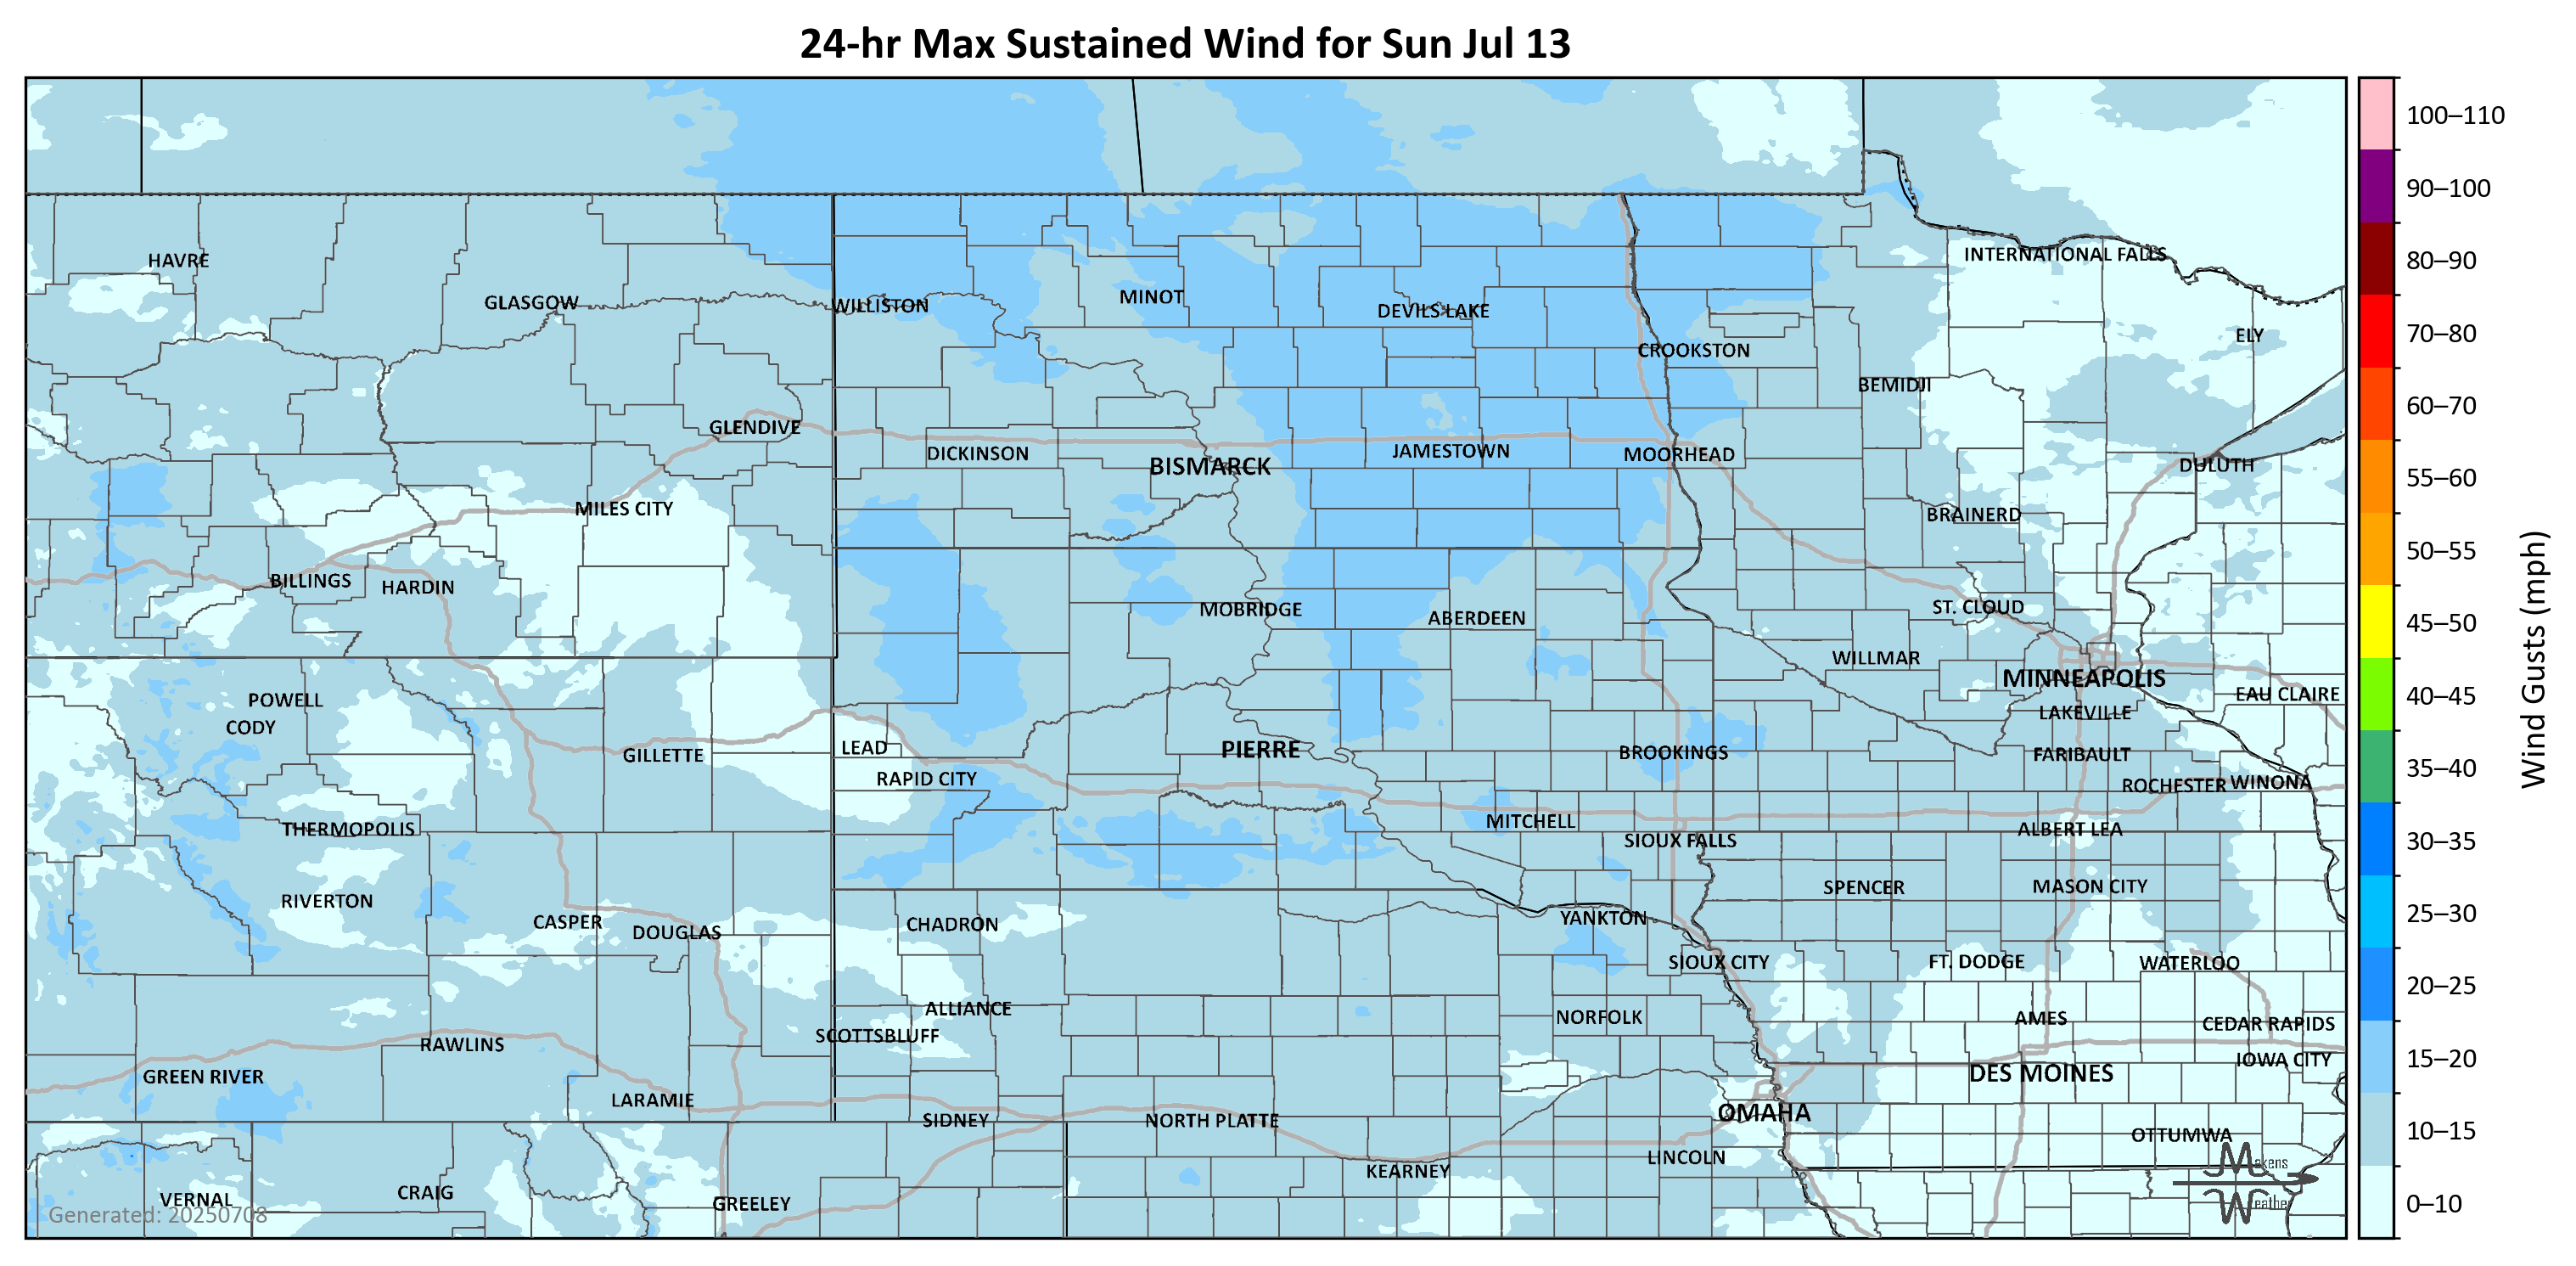 24-hr Max Sustained Wind for Sun Jul 13
100–110
90–100
80–90
70–80
60–70
55–60
50–55
45–50
40–45
35–40
30–35
25–30
20–25
15–20
10–15
0–10
Wind Gusts (mph)
HAVRE
INTERNATIONAL FALLS
GLASGOW
WILLISTON
MINOT
DEVILS LAKE
ELY
CROOKSTON
BEMIDJI
GLENDIVE
DICKINSON
BISMARCK
JAMESTOWN
MOORHEAD
DULUTH
MILES CITY
BRAINERD
BILLINGS
HARDIN
MOBRIDGE
ABERDEEN
ST. CLOUD
WILLMAR
MINNEAPOLIS
POWELL
EAU CLAIRE
CODY
LAKEVILLE
GILLETTE
LEAD
PIERRE
BROOKINGS
FARIBAULT
RAPID CITY
ROCHESTER
WINONA
THERMOPOLIS
MITCHELL
SIOUX FALLS
ALBERT LEA
RIVERTON
SPENCER
MASON CITY
CASPER
DOUGLAS
CHADRON
YANKTON
SIOUX CITY
FT. DODGE
WATERLOO
ALLIANCE
NORFOLK
AMES
CEDAR RAPIDS
SCOTTSBLUFF
RAWLINS
IOWA CITY
GREEN RIVER
DES MOINES
LARAMIE
SIDNEY
NORTH PLATTE
OMAHA
OTTUMWA
LINCOLN
KEARNEY
VERNAL
CRAIG
GREELEY
Makens
Weather
Generated: 20250708